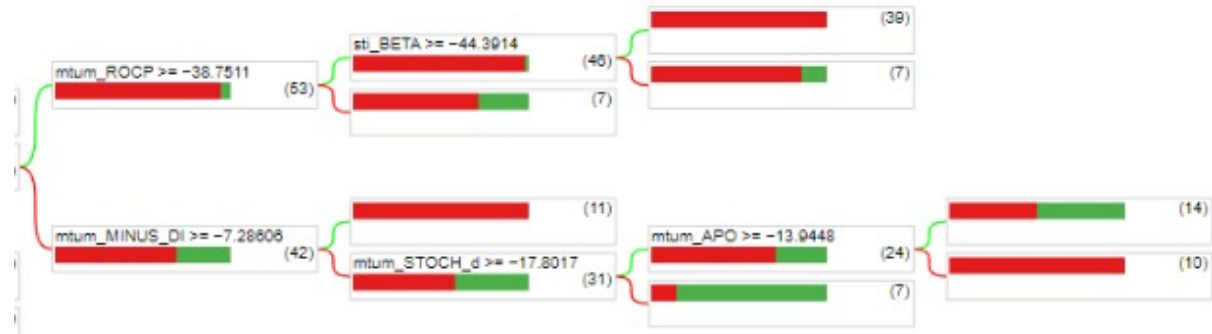 (39)
sti_BETA >= −44.3914
(46)
mtum_ROCP >= −38.7511
(53)
(7)
(7)
(11)
(14)
mtum_MINUS_DI >= −7.28606
(42)
mtum_APO >= −13.9448
(24)
mtum_STOCH_d >= −17.8017
(31)
(10)
(7)